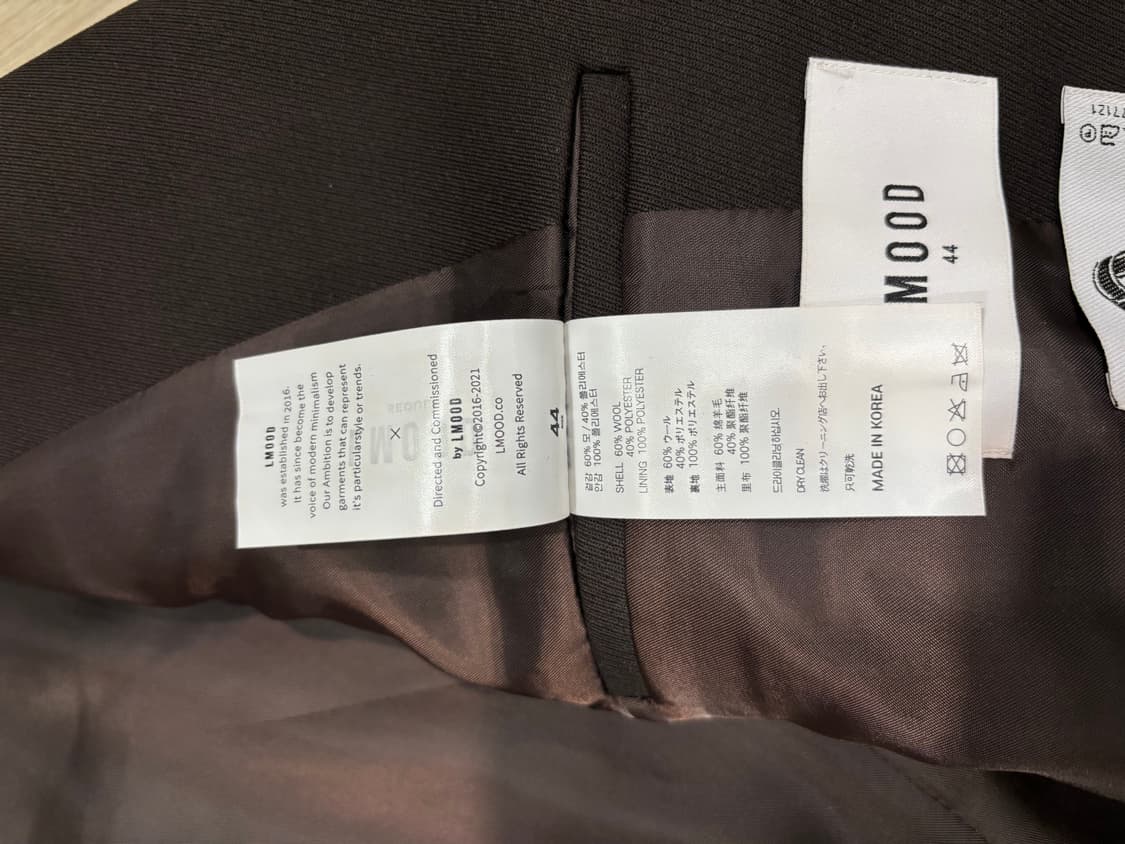 LMOOD
was established in 2016.
It has since become the
voice of modern minimalism
Our Ambition is to develop
garments that can represent
it's particularstyle or trends.
×
Directed and Commissioned
by LMOOD
Copyright©2016-2021
LMOOD.co
All Rights Reserved
44
겉감 60% 모 / 40% 폴리에스터
안감 100% 폴리에스터
SHELL 60% WOOL
40% POLYESTER
LINING 100% POLYESTER
表地 60% ウール
40% ポリエステル
裏地 100% ポリエステル
主面料 60% 绵羊毛
40% 聚酯纤维
里布 100% 聚酯纤维
드라이클리닝하십시오
DRY CLEAN
洗濯はクリーニング店へお出し下さい。
只可乾洗
MADE IN KOREA
MOOD
44
77121